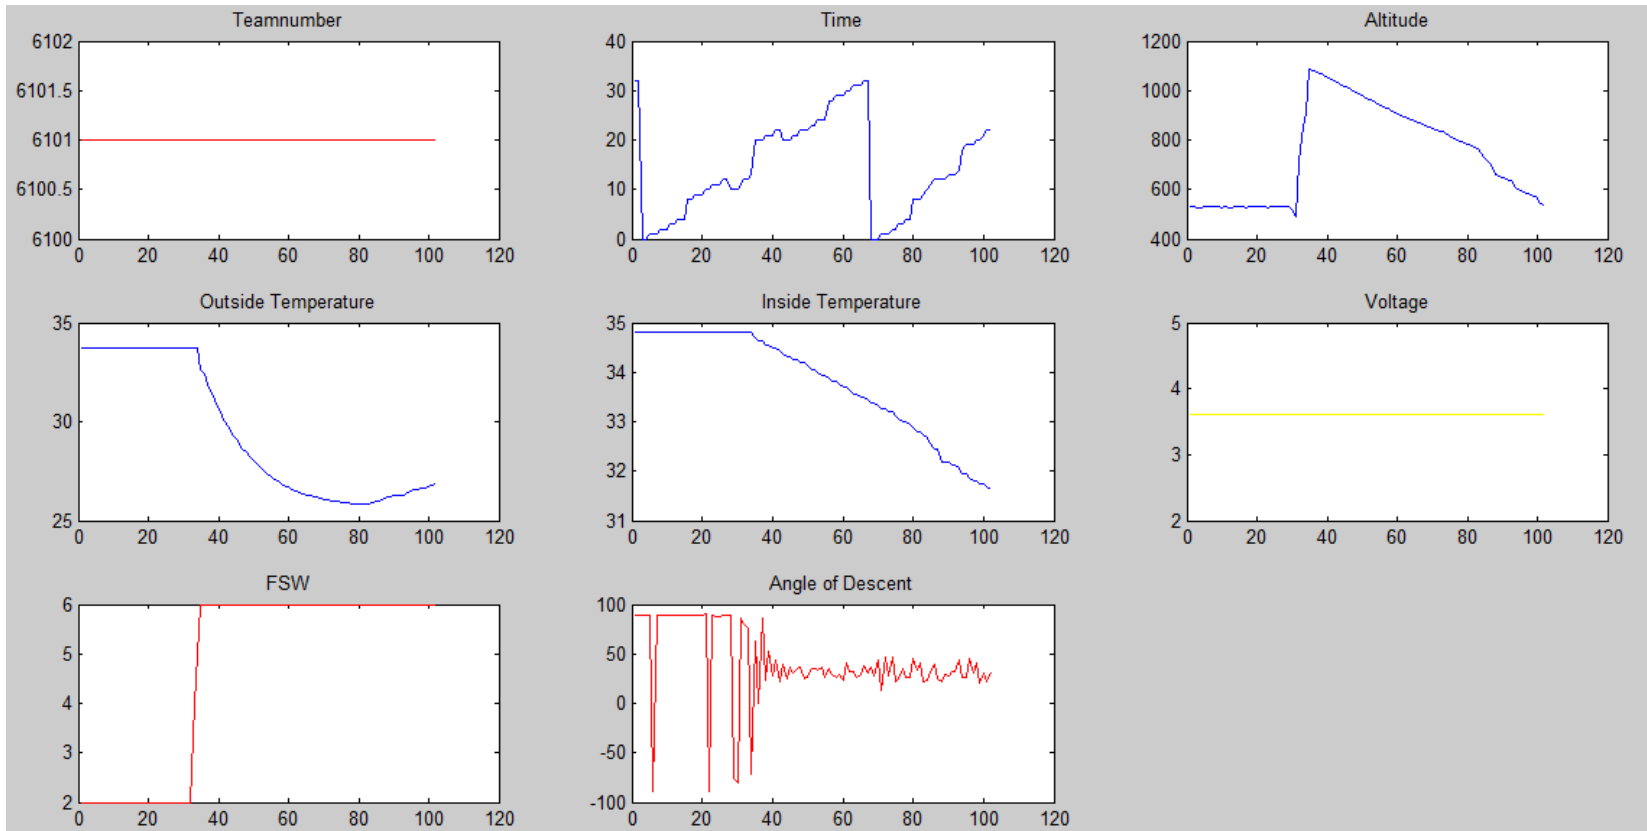 Teamnumber Time Altitude
6102 40 1200
6101.5 30 1000
6101 20 800
6100.5 10 600
6100 0 400
0 20 40 60 80 100 120 0 20 40 60 80 100 120 0 20 40 60 80 100 120
Outside Temperature Inside Temperature Voltage
35 35 5
34 4
30 33 3
32
25 31 2
0 20 40 60 80 100 120 0 20 40 60 80 100 120 0 20 40 60 80 100 120
FSW Angle of Descent
6 100
5 50
4 0
3 -50
2 -100
0 20 40 60 80 100 120 0 20 40 60 80 100 120